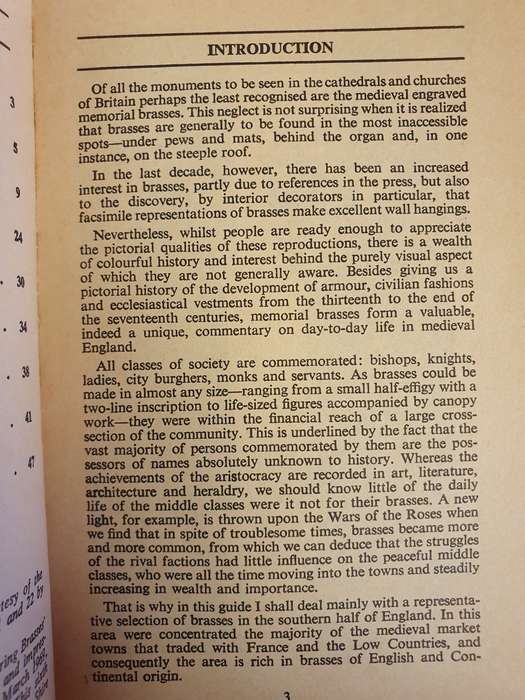 INTRODUCTION
Of all the monuments to be seen in the cathedrals and churches
of Britain perhaps the least recognised are the medieval engraved
memorial brasses. This neglect is not surprising when it is realized
that brasses are generally to be found in the most inaccessible
spots—under pews and mats, behind the organ and, in one
instance, on the steeple roof.
In the last decade, however, there has been an increased
interest in brasses, partly due to references in the press, but also
to the discovery, by interior decorators in particular, that
facsimile representations of brasses make excellent wall hangings.
Nevertheless, whilst people are ready enough to appreciate
the pictorial qualities of these reproductions, there is a wealth
of colourful history and interest behind the purely visual aspect
of which they are not generally aware. Besides giving us a
pictorial history of the development of armour, civilian fashions
and ecclesiastical vestments from the thirteenth to the end of
the seventeenth centuries, memorial brasses form a valuable,
indeed a unique, commentary on day-to-day life in medieval
England.
All classes of society are commemorated: bishops, knights,
ladies, city burghers, monks and servants. As brasses could be
made in almost any size—ranging from a small half-effigy with a
two-line inscription to life-sized figures accompanied by canopy
work—they were within the financial reach of a large cross-
section of the community. This is underlined by the fact that the
vast majority of persons commemorated by them are the pos-
sessors of names absolutely unknown to history. Whereas the
achievements of the aristocracy are recorded in art, literature,
architecture and heraldry, we should know little of the daily
life of the middle classes were it not for their brasses. A new
light, for example, is thrown upon the Wars of the Roses when
we find that in spite of troublesome times, brasses became more
and more common, from which we can deduce that the struggles
of the rival factions had little influence on the peaceful middle
classes, who were all the time moving into the towns and steadily
increasing in wealth and importance.
That is why in this guide I shall deal mainly with a representa-
tive selection of brasses in the southern half of England. In this
area were concentrated the majority of the medieval market
towns that traded with France and the Low Countries, and
consequently the area is rich in brasses of English and Con-
tinental origin.
3
3
5
9
24
30
34
38
41
47
tesy of the
and 22 by
ring Brasses
and impres-
March 1969,